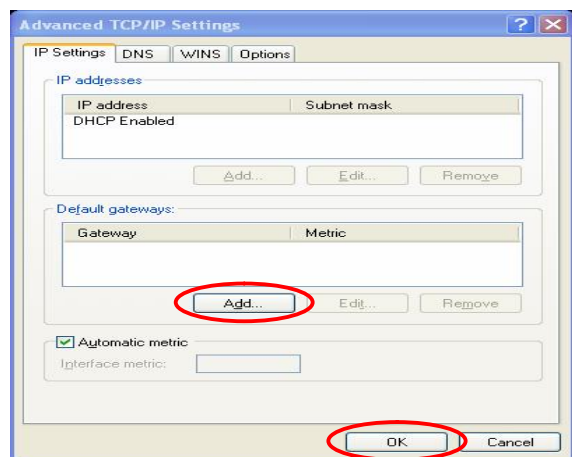 Advanced TCP/IP Settings
IP Settings DNS WINS Options
IP addresses
IP address Subnet mask
DHCP Enabled
Add... Edit... Remove
Default gateways:
Gateway Metric
Add... Edit... Remove
Automatic metric
Interface metric:
OK Cancel